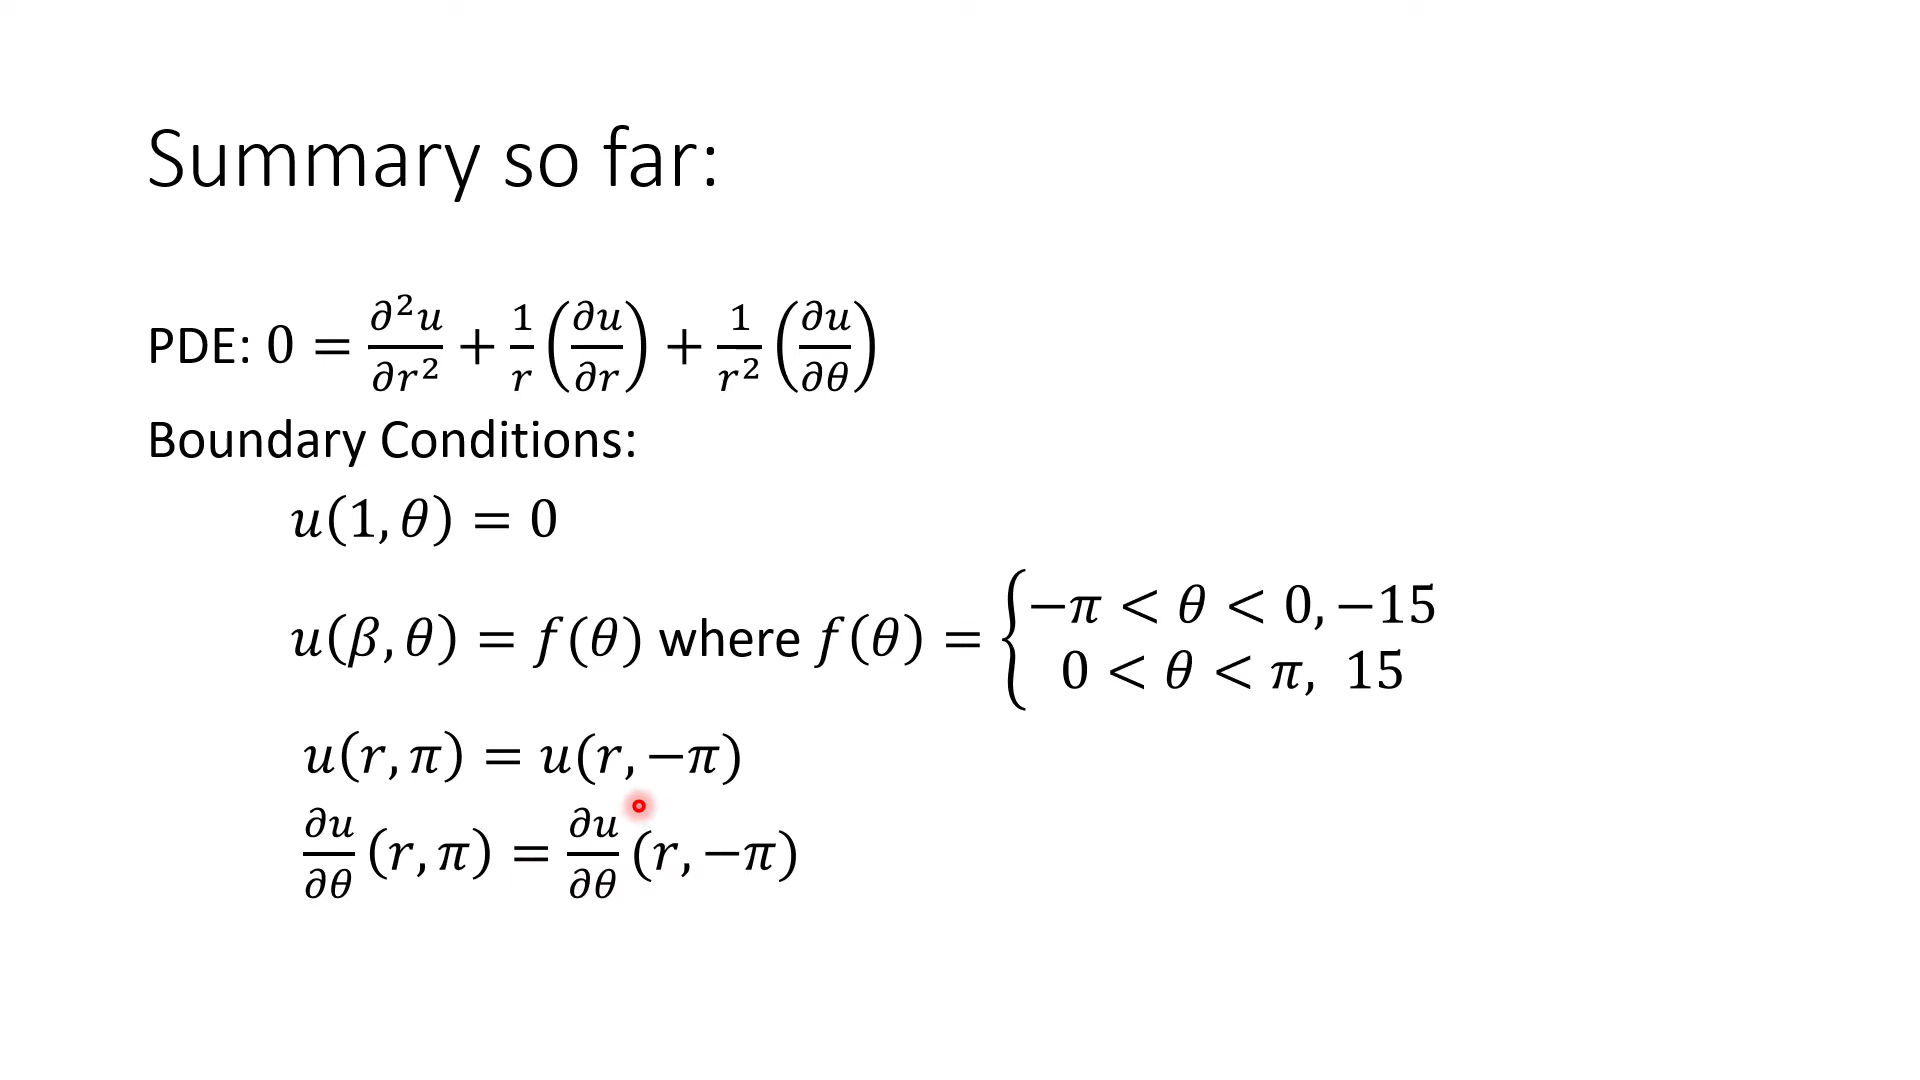 Summary so far:
PDE: 0 = ∂²u/∂r² + 1/r (∂u/∂r) + 1/r² (∂u/∂θ)
Boundary Conditions:
u(1, θ) = 0
u(β, θ) = f(θ) where f(θ) = { −π < θ < 0, −15
0 < θ < π, 15
u(r, π) = u(r, −π)
∂u/∂θ (r, π) = ∂u/∂θ (r, −π)